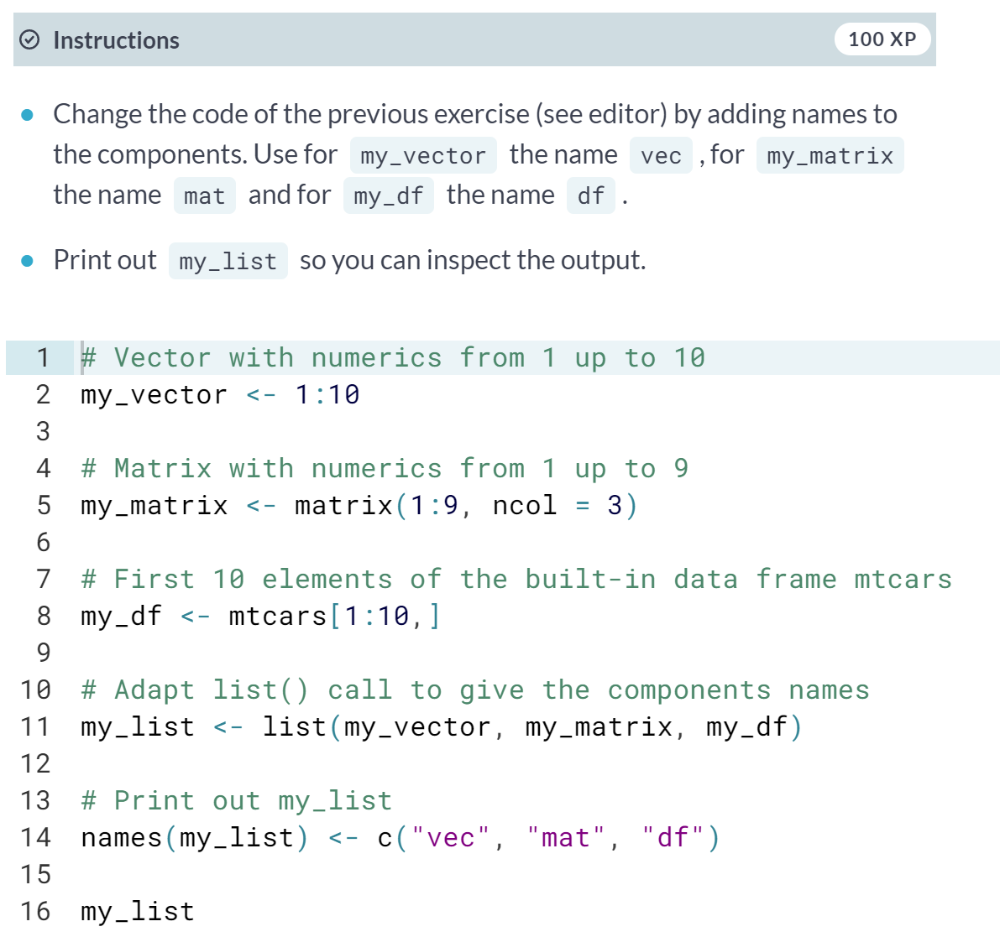 Instructions 100 XP
Change the code of the previous exercise (see editor) by adding names to
the components. Use for my_vector the name vec , for my_matrix
the name mat and for my_df the name df .
Print out my_list so you can inspect the output.
1 # Vector with numerics from 1 up to 10
2 my_vector <- 1:10
3
4 # Matrix with numerics from 1 up to 9
5 my_matrix <- matrix(1:9, ncol = 3)
6
7 # First 10 elements of the built-in data frame mtcars
8 my_df <- mtcars[1:10,]
9
10 # Adapt list() call to give the components names
11 my_list <- list(my_vector, my_matrix, my_df)
12
13 # Print out my_list
14 names(my_list) <- c("vec", "mat", "df")
15
16 my_list